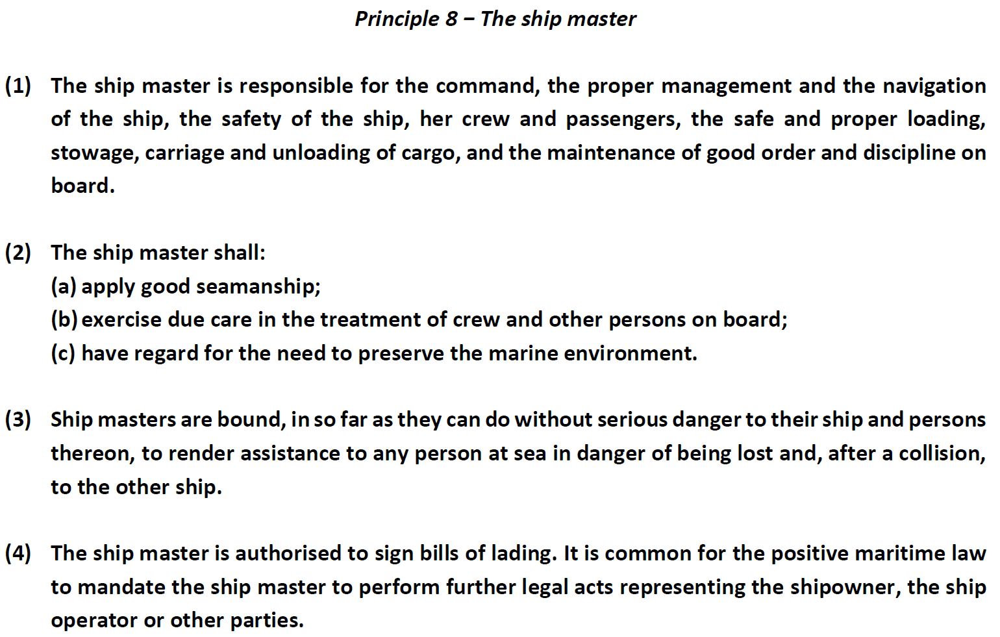 Principle 8 – The ship master
(1) The ship master is responsible for the command, the proper management and the navigation
of the ship, the safety of the ship, her crew and passengers, the safe and proper loading,
stowage, carriage and unloading of cargo, and the maintenance of good order and discipline on
board.
(2) The ship master shall:
(a) apply good seamanship;
(b) exercise due care in the treatment of crew and other persons on board;
(c) have regard for the need to preserve the marine environment.
(3) Ship masters are bound, in so far as they can do without serious danger to their ship and persons
thereon, to render assistance to any person at sea in danger of being lost and, after a collision,
to the other ship.
(4) The ship master is authorised to sign bills of lading. It is common for the positive maritime law
to mandate the ship master to perform further legal acts representing the shipowner, the ship
operator or other parties.